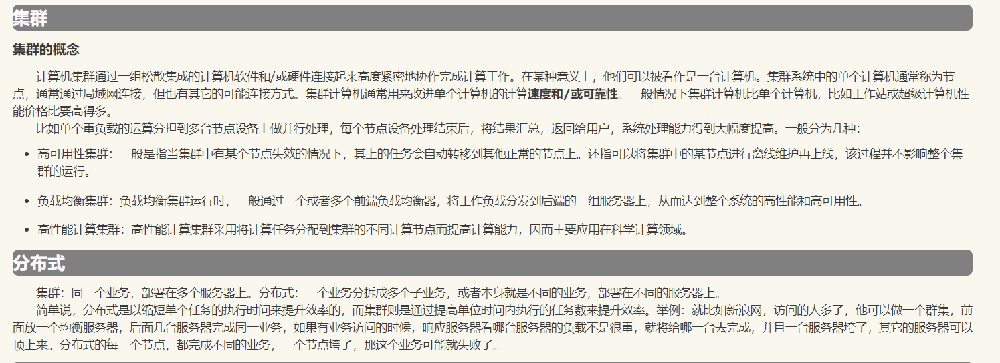 集群
集群的概念
计算机集群通过一组松散集成的计算机软件和/或硬件连接起来高度紧密地协作完成计算工作。在某种意义上，他们可以被看作是一台计算机。集群系统中的单个计算机通常称为节
点，通常通过局域网连接，但也有其它的可能连接方式。集群计算机通常用来改进单个计算机的计算速度和/或可靠性。一般情况下集群计算机比单个计算机，比如工作站或超级计算机性
能价格比要高得多。
比如单个重负载的运算分担到多台节点设备上做并行处理，每个节点设备处理结束后，将结果汇总，返回给用户，系统处理能力得到大幅度提高。一般分为几种：
• 高可用性集群：一般是指当集群中有某个节点失效的情况下，其上的任务会自动转移到其他正常的节点上。还指可以将集群中的某节点进行离线维护再上线，该过程并不影响整个集
群的运行。
• 负载均衡集群：负载均衡集群运行时，一般通过一个或者多个前端负载均衡器，将工作负载分发到后端的一组服务器上，从而达到整个系统的高性能和高可用性。
• 高性能计算集群：高性能计算集群采用将计算任务分配到集群的不同计算节点而提高计算能力，因而主要应用在科学计算领域。
分布式
集群：同一个业务，部署在多个服务器上。分布式：一个业务分拆成多个子业务，或者本身就是不同的业务，部署在不同的服务器上。
简单说，分布式是以缩短单个任务的执行时间来提升效率的，而集群则是通过提高单位时间内执行的任务数来提升效率。举例：就比如新浪网，访问的人多了，他可以做一个群集，前
面放一个均衡服务器，后面几台服务器完成同一业务，如果有业务访问的时候，响应服务器看哪台服务器的负载不是很重，就将给哪一台去完成，并且一台服务器垮了，其它的服务器可以
顶上来。分布式的每一个节点，都完成不同的业务，一个节点垮了，那这个业务可能就失败了。